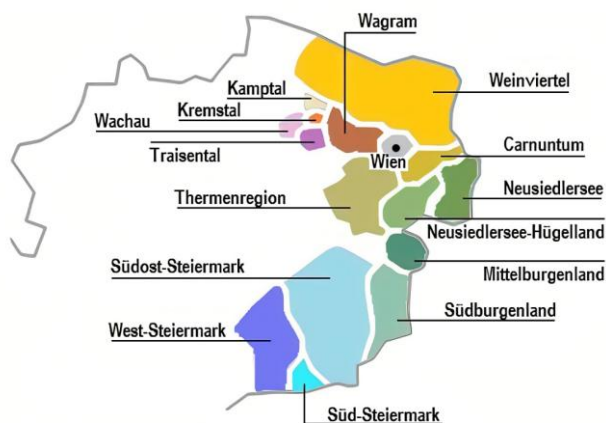 Wagram
Weinviertel
Kamptal
Kremstal
Wachau
Traisental
Wien
Carnuntum
Thermenregion
Neusiedlersee
Neusiedlersee-Hügelland
Mittelburgenland
Südost-Steiermark
Südburgenland
West-Steiermark
Süd-Steiermark